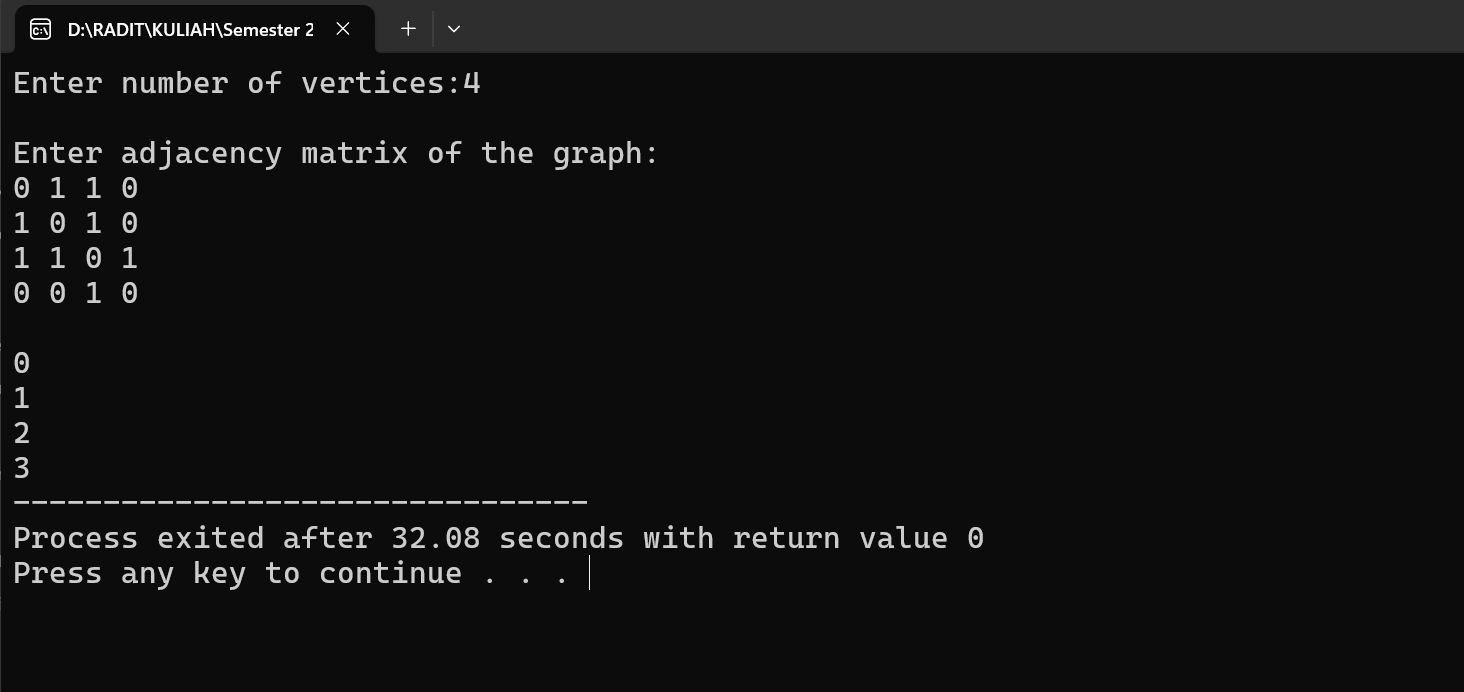 D:\RADIT\KULIAH\Semester 2
Enter number of vertices:4
Enter adjacency matrix of the graph:
0 1 1 0
1 0 1 0
1 1 0 1
0 0 1 0
0
1
2
3
--------------------------------
Process exited after 32.08 seconds with return value 0
Press any key to continue . . .